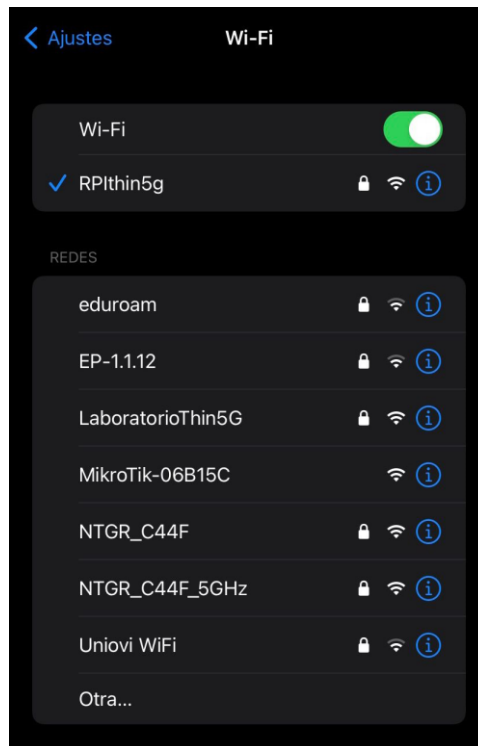 Ajustes Wi-Fi
Wi-Fi
RPIthin5g
REDES
eduroam
EP-1.1.12
LaboratorioThin5G
MikroTik-06B15C
NTGR_C44F
NTGR_C44F_5GHz
Uniovi WiFi
Otra...